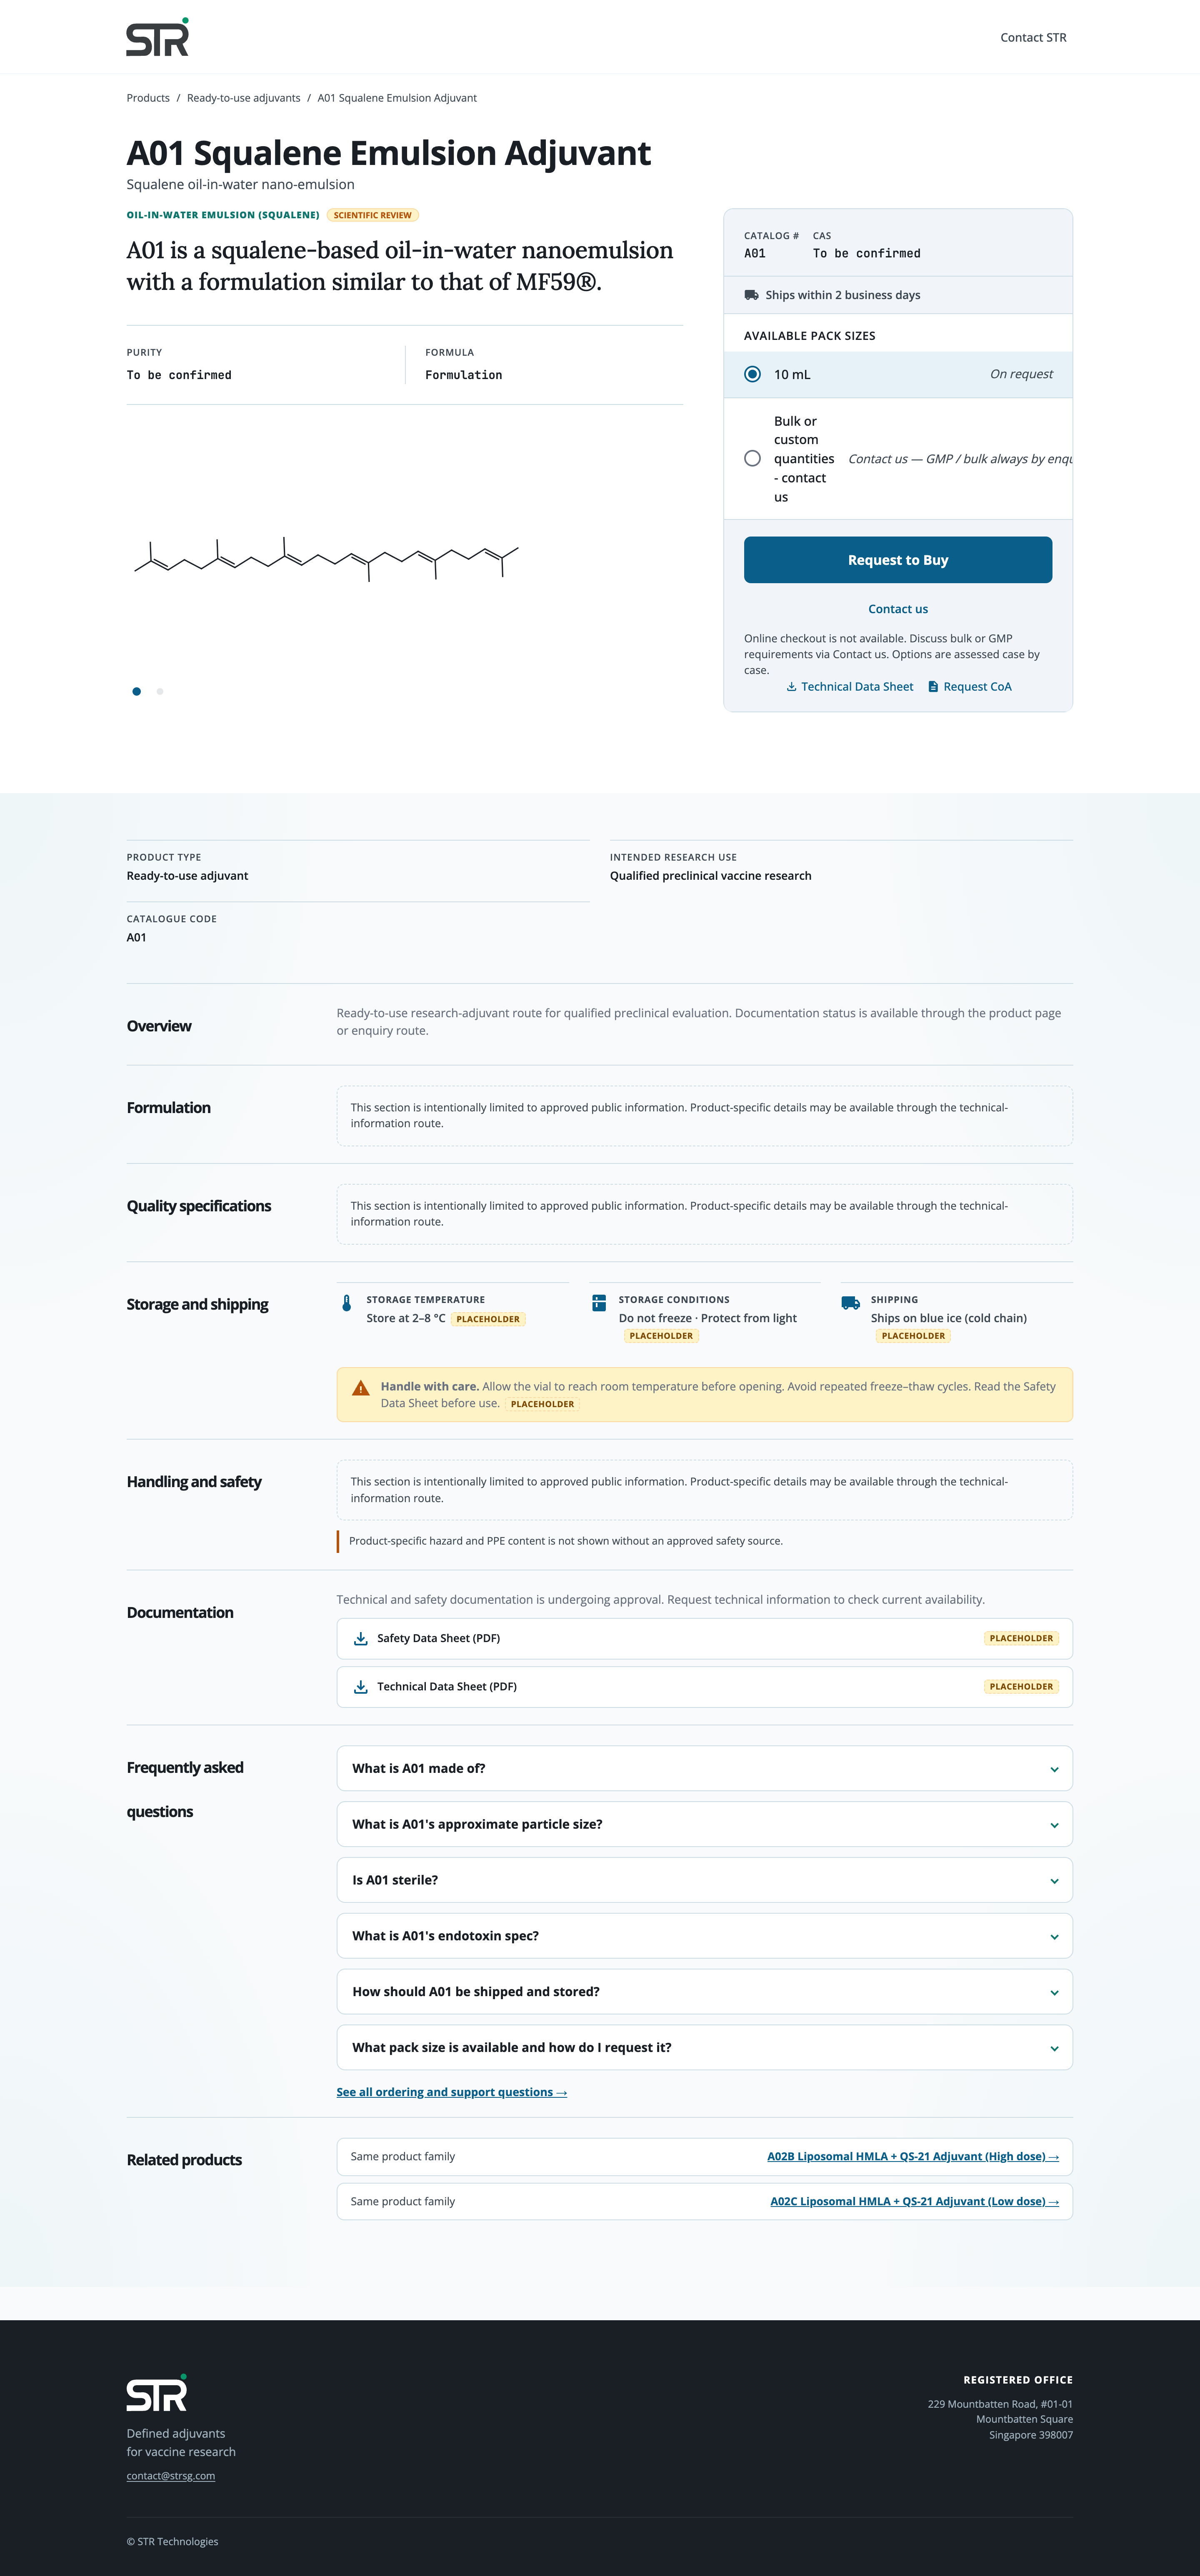 STR
Contact STR
Products / Ready-to-use adjuvants / A01 Squalene Emulsion Adjuvant
A01 Squalene Emulsion Adjuvant
Squalene oil-in-water nano-emulsion
OIL-IN-WATER EMULSION (SQUALENE) SCIENTIFIC REVIEW
A01 is a squalene-based oil-in-water nanoemulsion
with a formulation similar to that of MF59®.
PURITY
To be confirmed
FORMULA
Formulation
CATALOG # CAS
A01 To be confirmed
Ships within 2 business days
AVAILABLE PACK SIZES
10 mL On request
Bulk or
custom
quantities
- contact
us
Contact us — GMP / bulk always by enqu
Request to Buy
Contact us
Online checkout is not available. Discuss bulk or GMP
requirements via Contact us. Options are assessed case by
case.
Technical Data Sheet Request CoA
PRODUCT TYPE
Ready-to-use adjuvant
INTENDED RESEARCH USE
Qualified preclinical vaccine research
CATALOGUE CODE
A01
Overview
Ready-to-use research-adjuvant route for qualified preclinical evaluation. Documentation status is available through the product page
or enquiry route.
Formulation
This section is intentionally limited to approved public information. Product-specific details may be available through the technical-
information route.
Quality specifications
This section is intentionally limited to approved public information. Product-specific details may be available through the technical-
information route.
Storage and shipping
STORAGE TEMPERATURE
Store at 2–8 °C PLACEHOLDER
STORAGE CONDITIONS
Do not freeze · Protect from light
PLACEHOLDER
SHIPPING
Ships on blue ice (cold chain)
PLACEHOLDER
Handle with care. Allow the vial to reach room temperature before opening. Avoid repeated freeze–thaw cycles. Read the Safety
Data Sheet before use. PLACEHOLDER
Handling and safety
This section is intentionally limited to approved public information. Product-specific details may be available through the technical-
information route.
Product-specific hazard and PPE content is not shown without an approved safety source.
Documentation
Technical and safety documentation is undergoing approval. Request technical information to check current availability.
Safety Data Sheet (PDF) PLACEHOLDER
Technical Data Sheet (PDF) PLACEHOLDER
Frequently asked
questions
What is A01 made of?
What is A01's approximate particle size?
Is A01 sterile?
What is A01's endotoxin spec?
How should A01 be shipped and stored?
What pack size is available and how do I request it?
See all ordering and support questions →
Related products
Same product family A02B Liposomal HMLA + QS-21 Adjuvant (High dose) →
Same product family A02C Liposomal HMLA + QS-21 Adjuvant (Low dose) →
STR
Defined adjuvants
for vaccine research
contact@strsg.com
REGISTERED OFFICE
229 Mountbatten Road, #01-01
Mountbatten Square
Singapore 398007
© STR Technologies